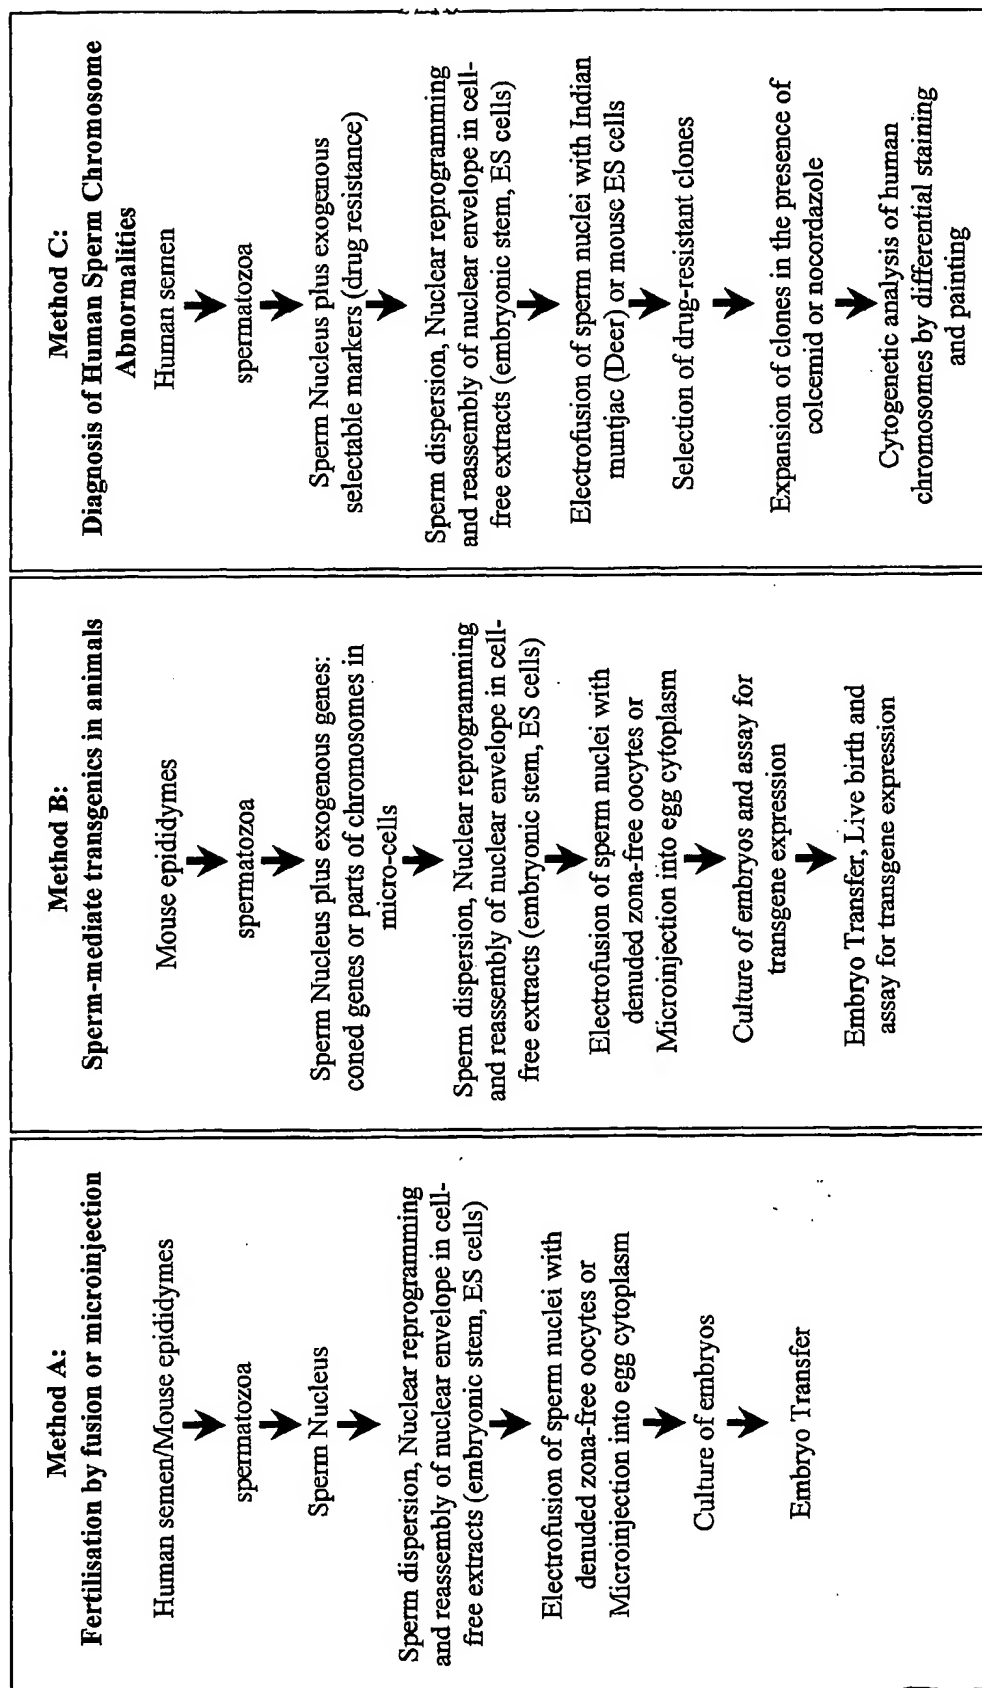 Method A:
Fertilisation by fusion or microinjection
Human semen/Mouse epididymes
spermatozoa
Sperm Nucleus
Sperm dispersion, Nuclear reprogramming
and reassembly of nuclear envelope in cell-
free extracts (embryonic stem, ES cells)
Electrofusion of sperm nuclei with
denuded zona-free oocytes or
Microinjection into egg cytoplasm
Culture of embryos
Embryo Transfer
Method B:
Sperm-mediate transgenics in animals
Mouse epididymes
spermatozoa
Sperm Nucleus plus exogenous genes:
coned genes or parts of chromosomes in
micro-cells
Sperm dispersion, Nuclear reprogramming
and reassembly of nuclear envelope in cell-
free extracts (embryonic stem, ES cells)
Electrofusion of sperm nuclei with
denuded zona-free oocytes or
Microinjection into egg cytoplasm
Culture of embryos and assay for
transgene expression
Embryo Transfer, Live birth and
assay for transgene expression
Method C:
Diagnosis of Human Sperm Chromosome
Abnormalities
Human semen
spermatozoa
Sperm Nucleus plus exogenous
selectable markers (drug resistance)
Sperm dispersion, Nuclear reprogramming
and reassembly of nuclear envelope in cell-
free extracts (embryonic stem, ES cells)
Electrofusion of sperm nuclei with Indian
muntjac (Deer) or mouse ES cells
Selection of drug-resistant clones
Expansion of clones in the presence of
colcemid or nocordazole
Cytogenetic analysis of human
chromosomes by differential staining
and painting